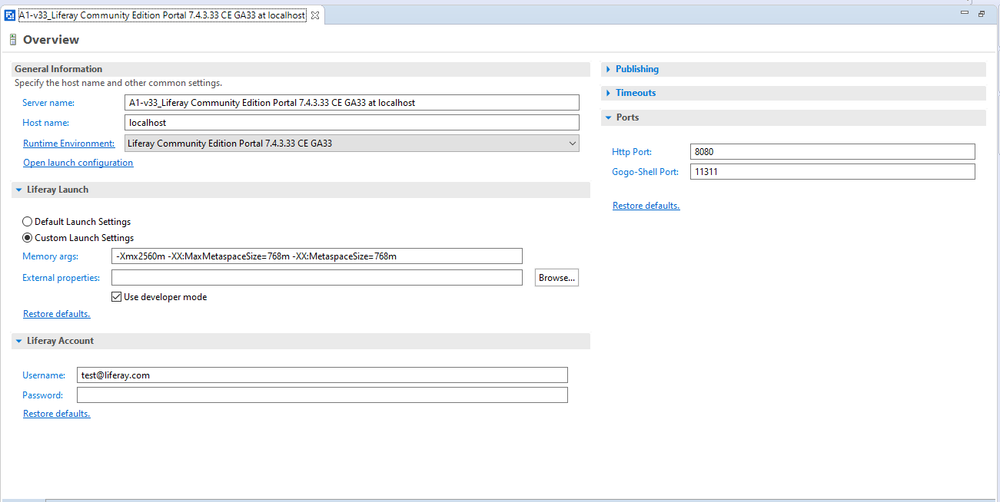 A1-v33_Liferay Community Edition Portal 7.4.3.33 CE GA33 at localhost
Overview
General Information
Specify the host name and other common settings.
Server name: A1-v33_Liferay Community Edition Portal 7.4.3.33 CE GA33 at localhost
Host name: localhost
Runtime Environment: Liferay Community Edition Portal 7.4.3.33 CE GA33
Open launch configuration
Liferay Launch
Default Launch Settings
Custom Launch Settings
Memory args: -Xmx2560m -XX:MaxMetaspaceSize=768m -XX:MetaspaceSize=768m
External properties: Browse...
Use developer mode
Restore defaults.
Liferay Account
Username: test@liferay.com
Password:
Restore defaults.
Publishing
Timeouts
Ports
Http Port: 8080
Gogo-Shell Port: 11311
Restore defaults.